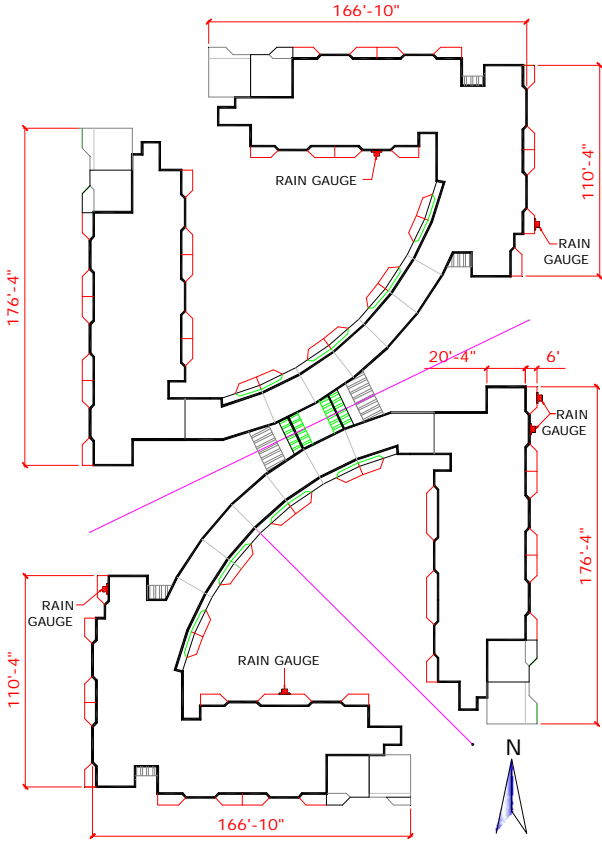 166'-10"
RAIN GAUGE
110'-4"
RAIN
GAUGE
176'-4"
20'-4"
6'
RAIN
GAUGE
176'-4"
RAIN
GAUGE
110'-4"
RAIN GAUGE
N
166'-10"